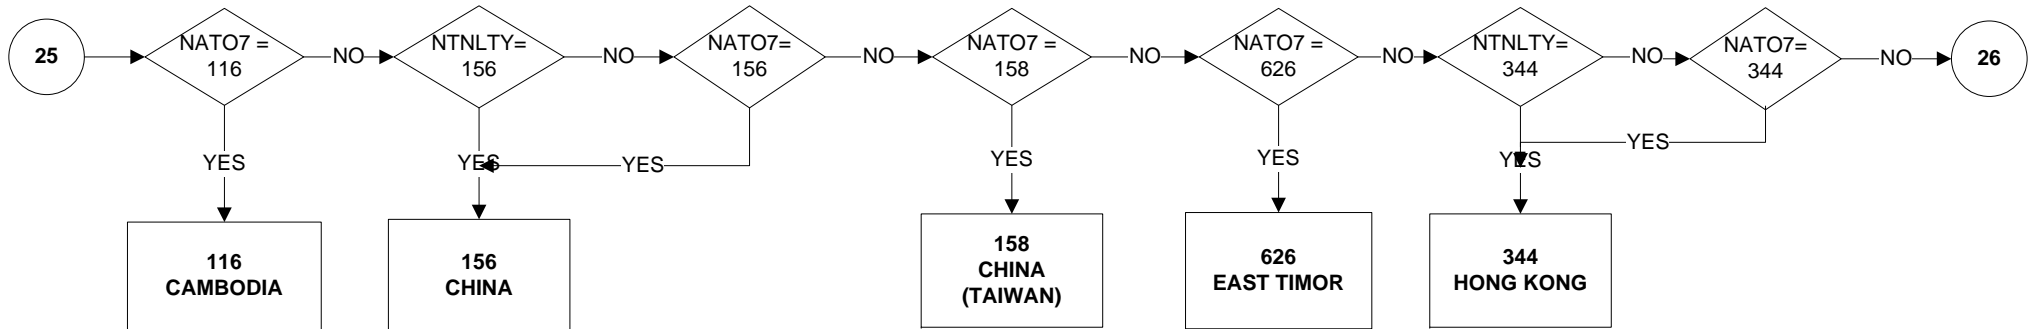 25
NATO7 =
116
NO
NTNLTY=
156
NO
NATO7=
156
NO
NATO7 =
158
NO
NATO7 =
626
NO
NTNLTY=
344
NO
NATO7=
344
NO
26
YES
YES
YES
YES
YES
YES
YES
116
CAMBODIA
156
CHINA
158
CHINA
(TAIWAN)
626
EAST TIMOR
344
HONG KONG